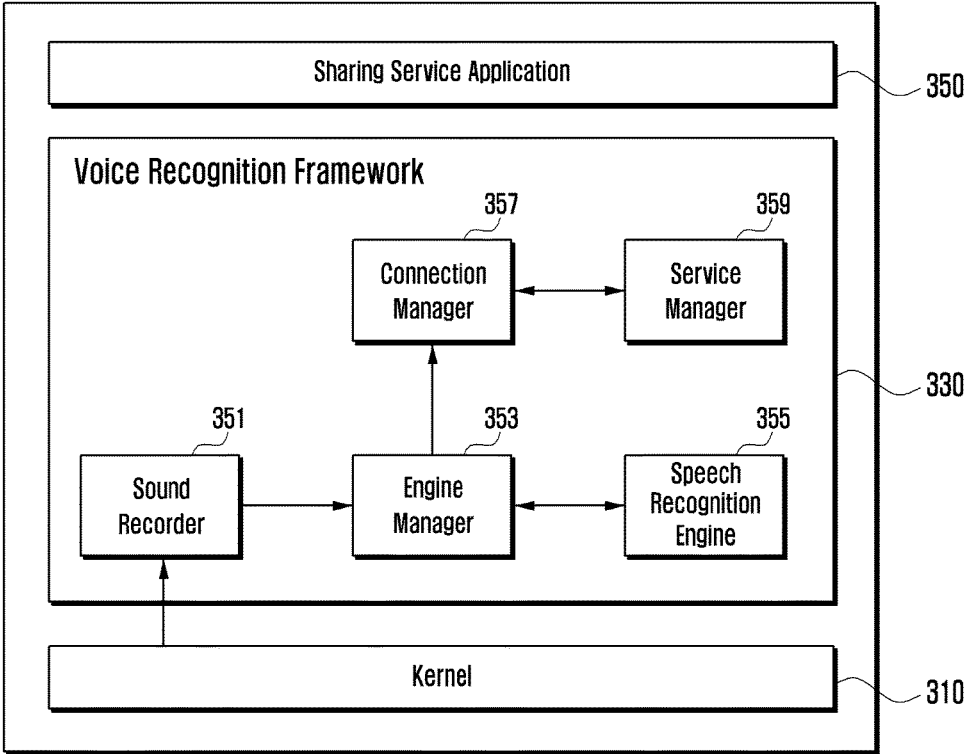 Sharing Service Application
350
Voice Recognition Framework
357
359
Connection
Manager
Service
Manager
330
351
353
355
Sound
Recorder
Engine
Manager
Speech
Recognition
Engine
Kernel
310